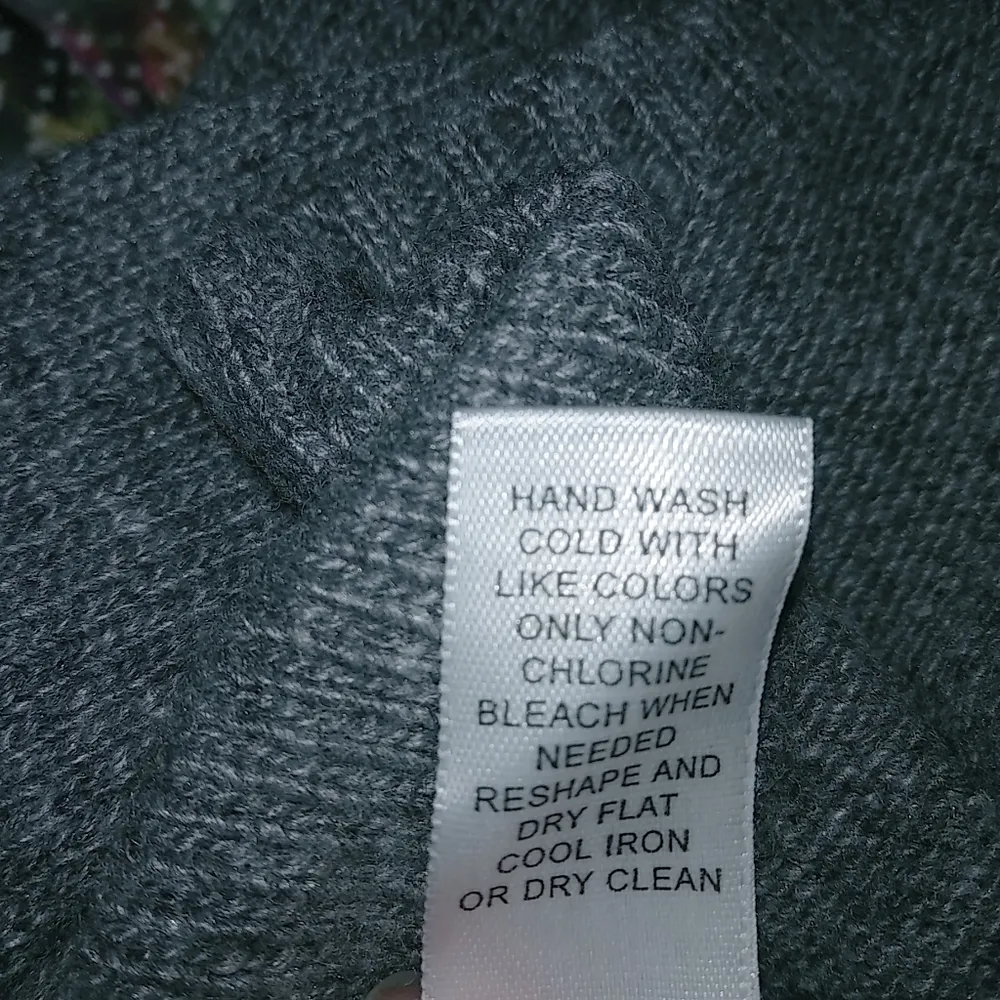 HAND WASH
COLD WITH
LIKE COLORS
ONLY NON-
CHLORINE
BLEACH WHEN
NEEDED
RESHAPE AND
DRY FLAT
COOL IRON
OR DRY CLEAN